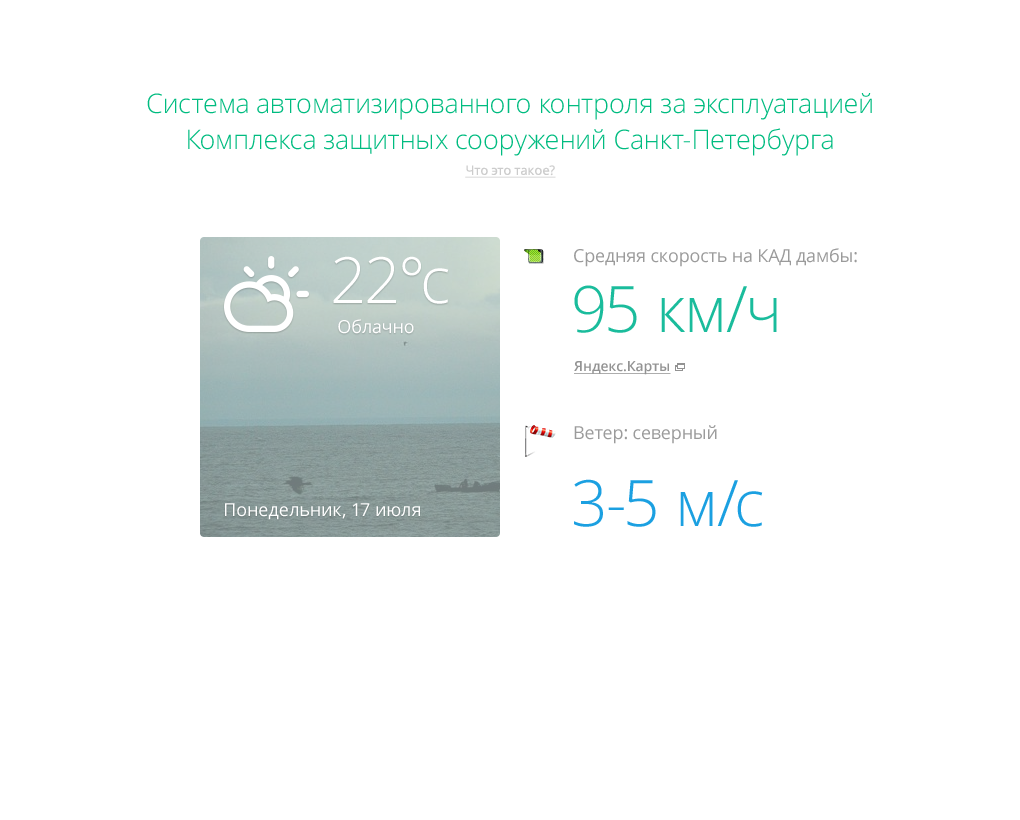 Система автоматизированного контроля за эксплуатацией
Комплекса защитных сооружений Санкт-Петербурга
Что это такое?
22°C
Облачно
Понедельник, 17 июля
Средняя скорость на КАД дамбы:
95 км/ч
Яндекс.Карты
Ветер: северный
3-5 м/с